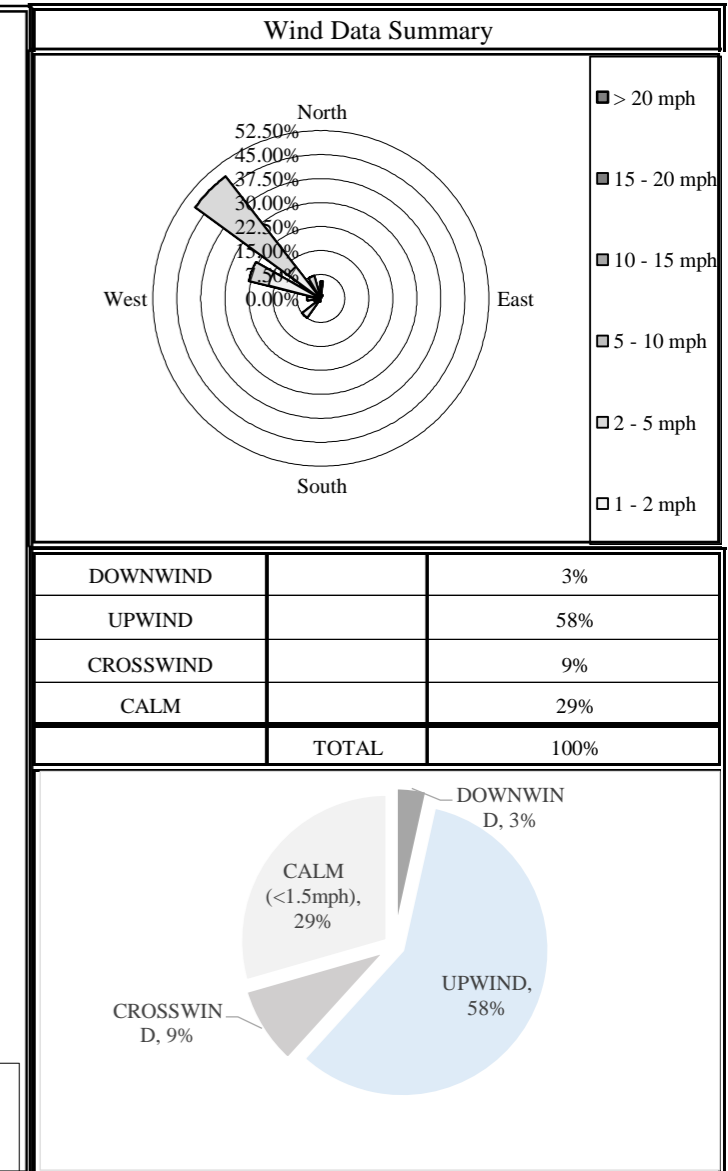 Wind Data Summary
North
52.50%
45.00%
37.50%
30.00%
22.50%
15.00%
7.50%
0.00%
West
East
South
> 20 mph
15 - 20 mph
10 - 15 mph
5 - 10 mph
2 - 5 mph
1 - 2 mph
DOWNWIND 3%
UPWIND 58%
CROSSWIND 9%
CALM 29%
TOTAL 100%
DOWNWIN
D, 3%
CALM
(<1.5mph),
29%
UPWIND,
58%
CROSSWIN
D, 9%